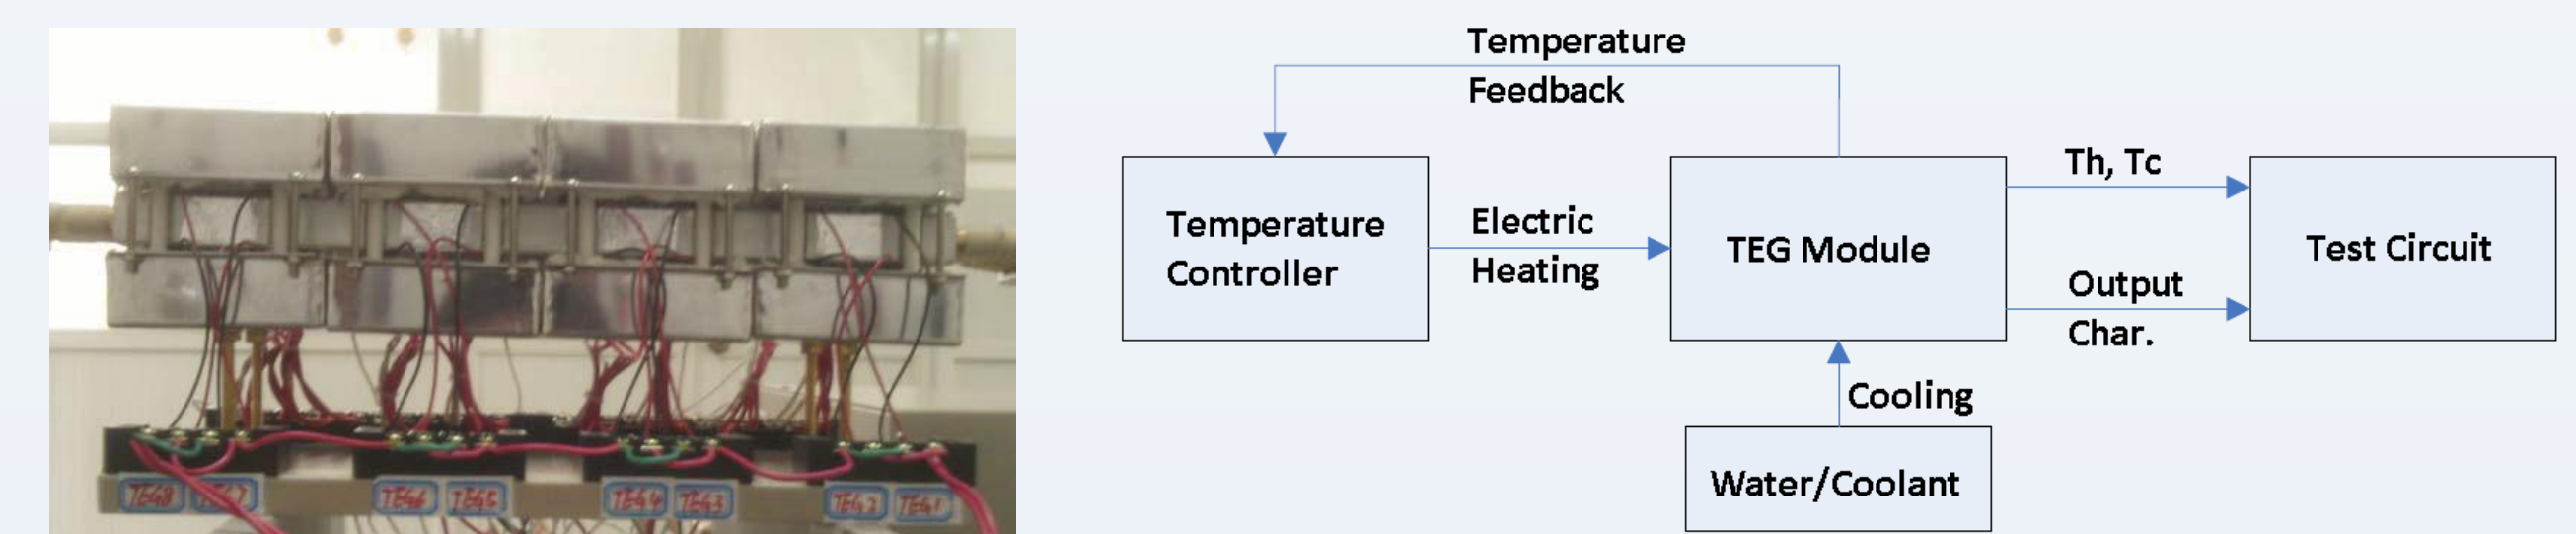 TEG8 TEG7 TEG6 TEG5 TEG4 TEG3 TEG2 TEG1
Temperature
Feedback
Temperature
Controller
Electric
Heating
TEG Module
Th, Tc
Output
Char.
Test Circuit
Cooling
Water/Coolant